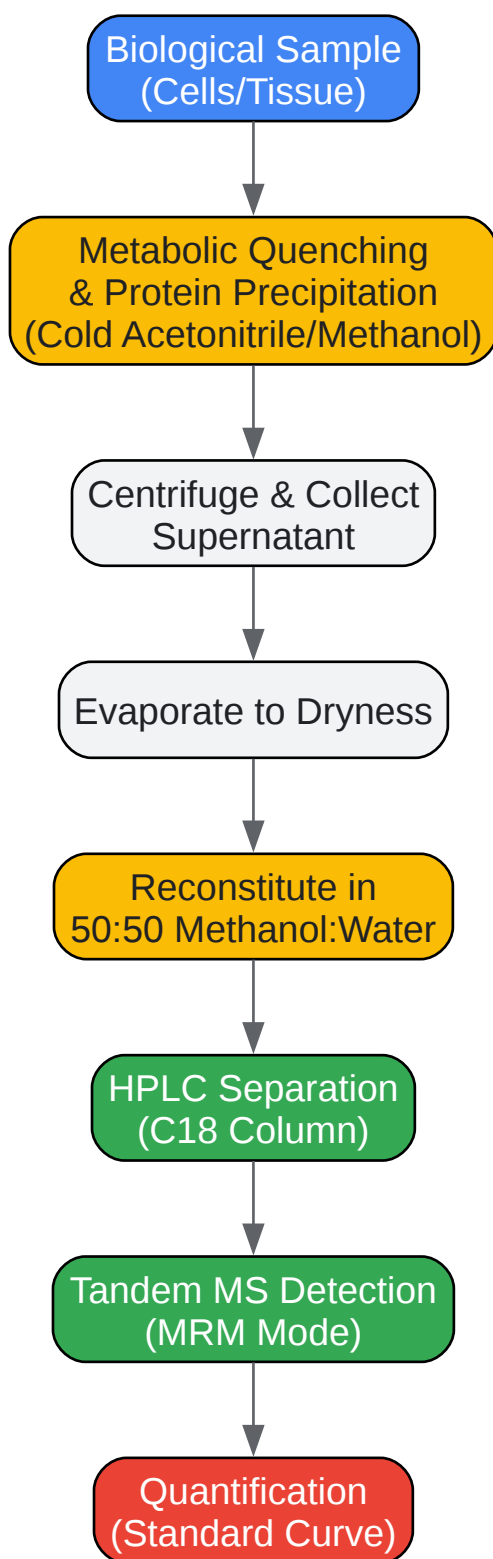 Biological Sample
(Cells/Tissue)
Metabolic Quenching
& Protein Precipitation
(Cold Acetonitrile/Methanol)
Centrifuge & Collect
Supernatant
Evaporate to Dryness
Reconstitute in
50:50 Methanol:Water
HPLC Separation
(C18 Column)
Tandem MS Detection
(MRM Mode)
Quantification
(Standard Curve)